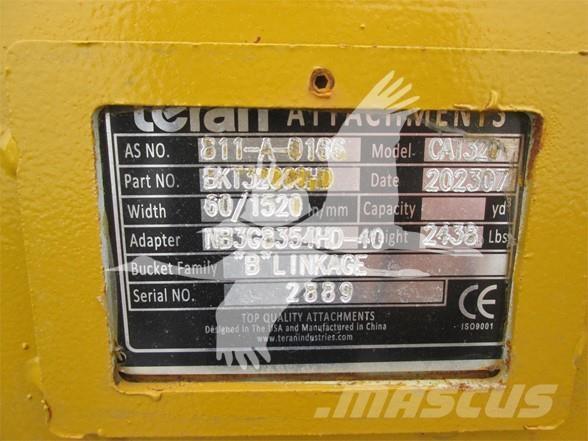 teran ATTACHMENTS
AS NO. 811-A-0166 Model CAT320
Part No. Date 202307
Width 60/1520 in/mm Capacity yd³
Adapter NB3G8354HD-40 Weight 2438 Lbs
Bucket Family "B"LINKAGE
Serial NO. 2889
TOP QUALITY ATTACHMENTS
Designed In The USA and Manufactured in China
www.teranindustries.com
CE
ISO9001
MASCUS